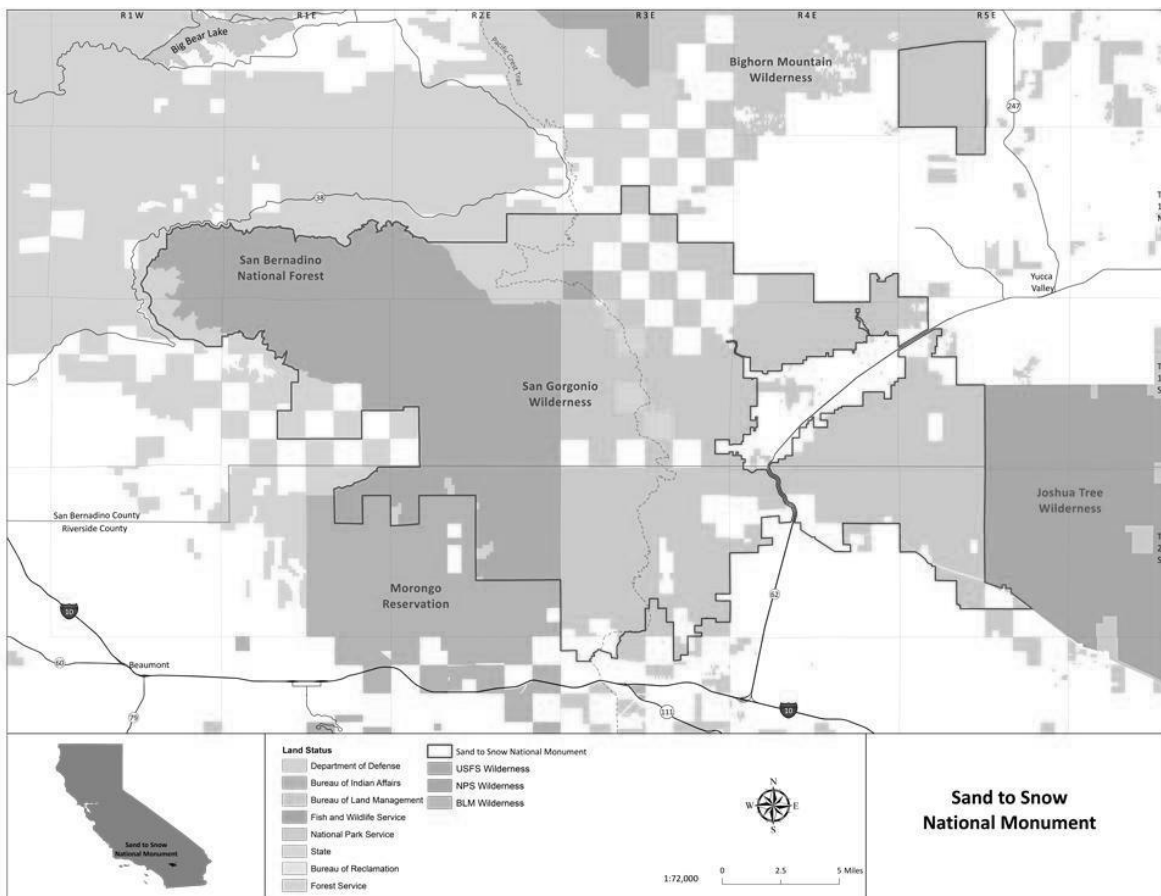 R1W
R1E
R2E
R3E
R4E
R5E
Big Bear Lake
Pacific Crest Trail
Bighorn Mountain
Wilderness
247
38
T
1
N
San Bernadino
National Forest
Yucca
Valley
San Gorgonio
Wilderness
T
1
S
Joshua Tree
Wilderness
San Bernadino County
Riverside County
T
2
S
Morongo
Reservation
62
10
60
Beaumont
79
111
10
Land Status
Department of Defense
Bureau of Indian Affairs
Bureau of Land Management
Fish and Wildlife Service
National Park Service
State
Bureau of Reclamation
Forest Service
Sand to Snow National Monument
USFS Wilderness
NPS Wilderness
BLM Wilderness
N
W
E
S
1:72,000
0 2.5 5 Miles
Sand to Snow
National Monument
Sand to Snow
National Monument